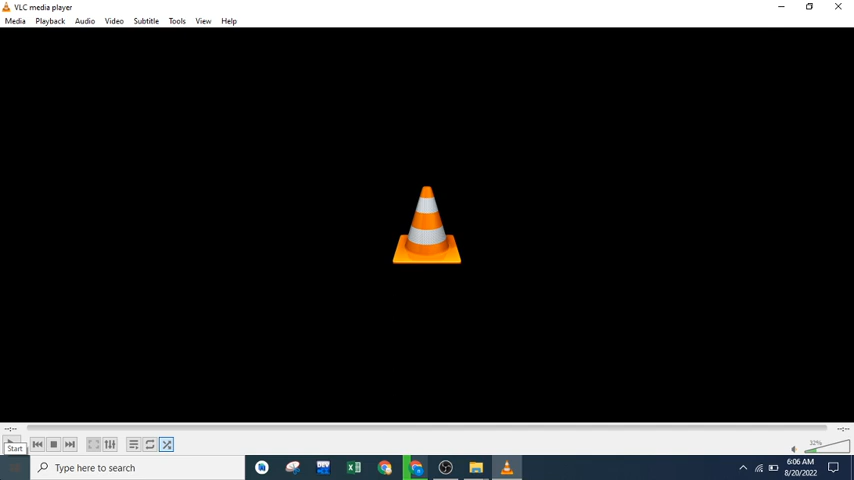 VLC media player
Media Playback Audio Video Subtitle Tools View Help
--:-- --:--
Start
32%
Type here to search
DEV
6:06 AM
8/20/2022